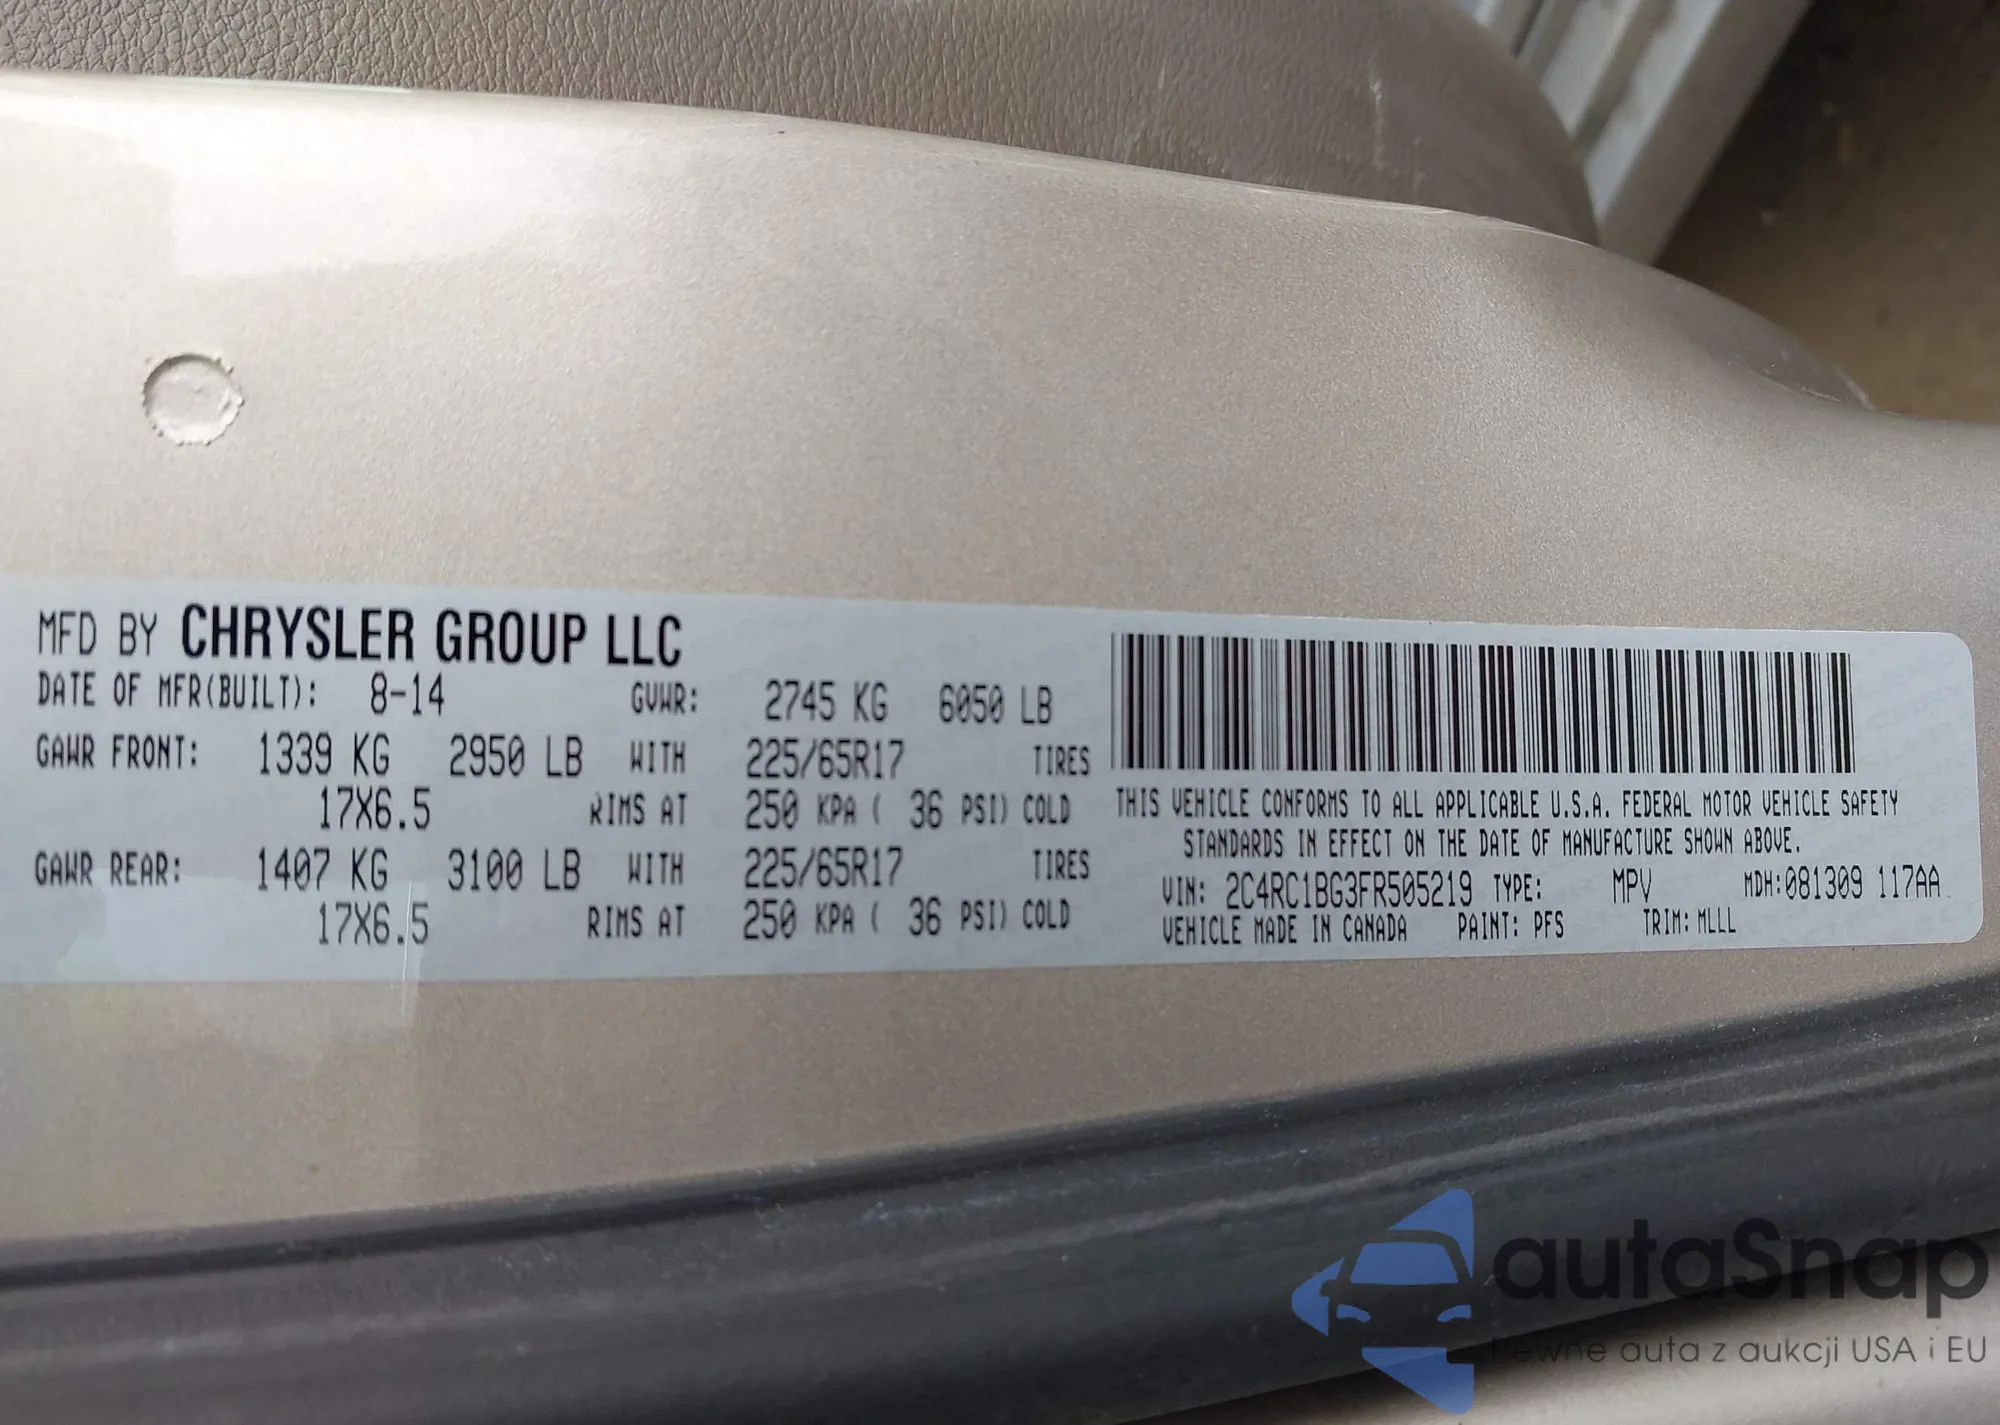 MFD BY CHRYSLER GROUP LLC
DATE OF MFR(BUILT): 8-14 GVWR: 2745 KG 6050 LB
GAWR FRONT: 1339 KG 2950 LB WITH 225/65R17 TIRES
17X6.5 RIMS AT 250 KPA ( 36 PSI) COLD
GAWR REAR: 1407 KG 3100 LB WITH 225/65R17 TIRES
17X6.5 RIMS AT 250 KPA ( 36 PSI) COLD
THIS VEHICLE CONFORMS TO ALL APPLICABLE U.S.A. FEDERAL MOTOR VEHICLE SAFETY
STANDARDS IN EFFECT ON THE DATE OF MANUFACTURE SHOWN ABOVE.
VIN: 2C4RC1BG3FR505219 TYPE: MPV MDH:081309 117AA
VEHICLE MADE IN CANADA PAINT: PFS TRIM: MLLL
autaSnap
Pewne auta z aukcji USA i EU